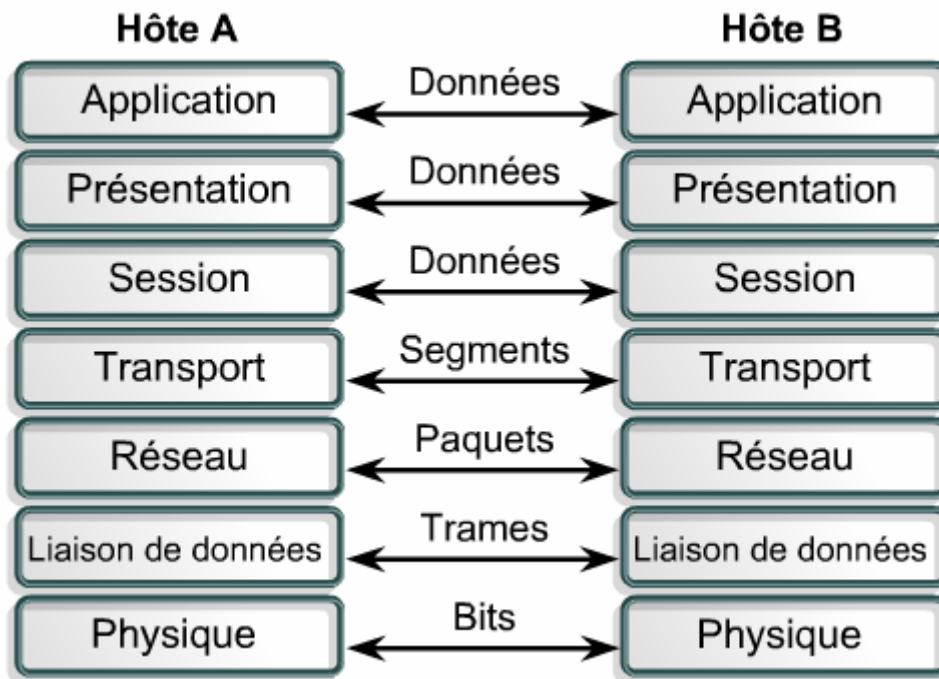 Hôte A Hôte B
Application Données Application
Présentation Données Présentation
Session Données Session
Transport Segments Transport
Réseau Paquets Réseau
Liaison de données Trames Liaison de données
Physique Bits Physique